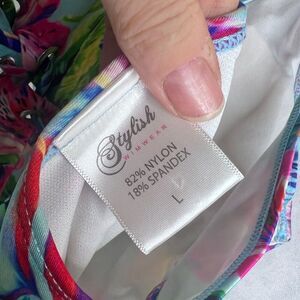 Stylish
SWIMWEAR
82% NYLON
18% SPANDEX
L